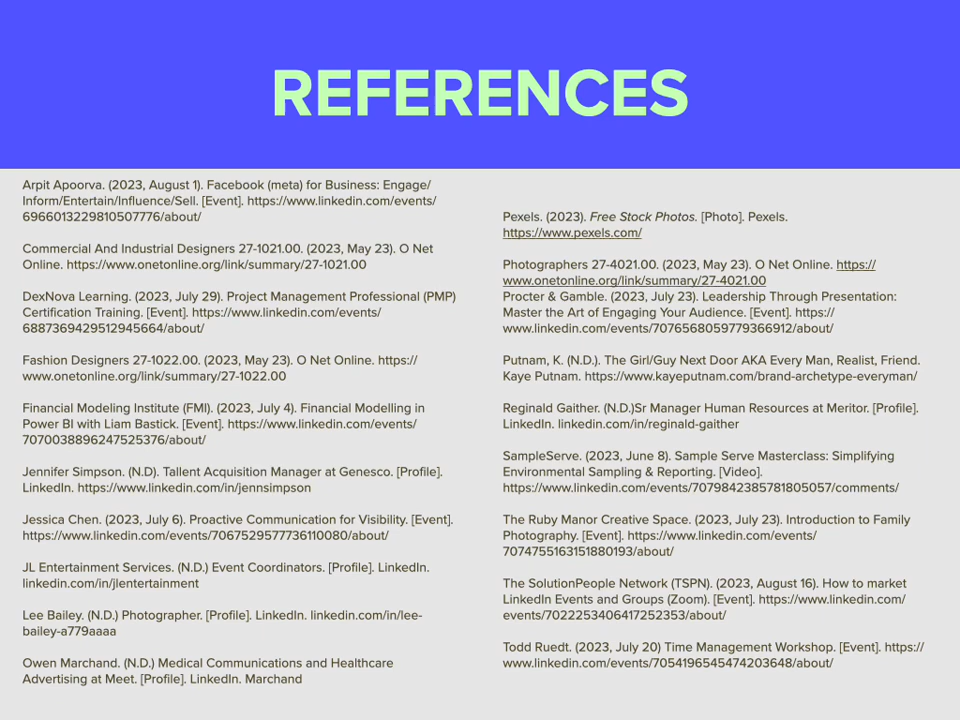 REFERENCES
Arpit Apoorva. (2023, August 1). Facebook (meta) for Business: Engage/
Inform/Entertain/Influence/Sell. [Event]. https://www.linkedin.com/events/
6966013229810507776/about/
Commercial And Industrial Designers 27-1021.00. (2023, May 23). O Net
Online. https://www.onetonline.org/link/summary/27-1021.00
DexNova Learning. (2023, July 29). Project Management Professional (PMP)
Certification Training. [Event]. https://www.linkedin.com/events/
6887369429512945664/about/
Fashion Designers 27-1022.00. (2023, May 23). O Net Online. https://
www.onetonline.org/link/summary/27-1022.00
Financial Modeling Institute (FMI). (2023, July 4). Financial Modelling in
Power BI with Liam Bastick. [Event]. https://www.linkedin.com/events/
7070038896247525376/about/
Jennifer Simpson. (N.D). Tallent Acquisition Manager at Genesco. [Profile].
LinkedIn. https://www.linkedin.com/in/jennsimpson
Jessica Chen. (2023, July 6). Proactive Communication for Visibility. [Event].
https://www.linkedin.com/events/7067529577736110080/about/
JL Entertainment Services. (N.D.) Event Coordinators. [Profile]. LinkedIn.
linkedin.com/in/jlentertainment
Lee Bailey. (N.D.) Photographer. [Profile]. LinkedIn. linkedin.com/in/lee-
bailey-a779aaaa
Owen Marchand. (N.D.) Medical Communications and Healthcare
Advertising at Meet. [Profile]. LinkedIn. Marchand
Pexels. (2023). Free Stock Photos. [Photo]. Pexels.
https://www.pexels.com/
Photographers 27-4021.00. (2023, May 23). O Net Online. https://
www.onetonline.org/link/summary/27-4021.00
Procter & Gamble. (2023, July 23). Leadership Through Presentation:
Master the Art of Engaging Your Audience. [Event]. https://
www.linkedin.com/events/7076568059779366912/about/
Putnam, K. (N.D.). The Girl/Guy Next Door AKA Every Man, Realist, Friend.
Kaye Putnam. https://www.kayeputnam.com/brand-archetype-everyman/
Reginald Gaither. (N.D.)Sr Manager Human Resources at Meritor. [Profile].
LinkedIn. linkedin.com/in/reginald-gaither
SampleServe. (2023, June 8). Sample Serve Masterclass: Simplifying
Environmental Sampling & Reporting. [Video].
https://www.linkedin.com/events/7079842385781805057/comments/
The Ruby Manor Creative Space. (2023, July 23). Introduction to Family
Photography. [Event]. https://www.linkedin.com/events/
7074755163151880193/about/
The SolutionPeople Network (TSPN). (2023, August 16). How to market
LinkedIn Events and Groups (Zoom). [Event]. https://www.linkedin.com/
events/7022253406417252353/about/
Todd Ruedt. (2023, July 20) Time Management Workshop. [Event]. https://
www.linkedin.com/events/7054196545474203648/about/